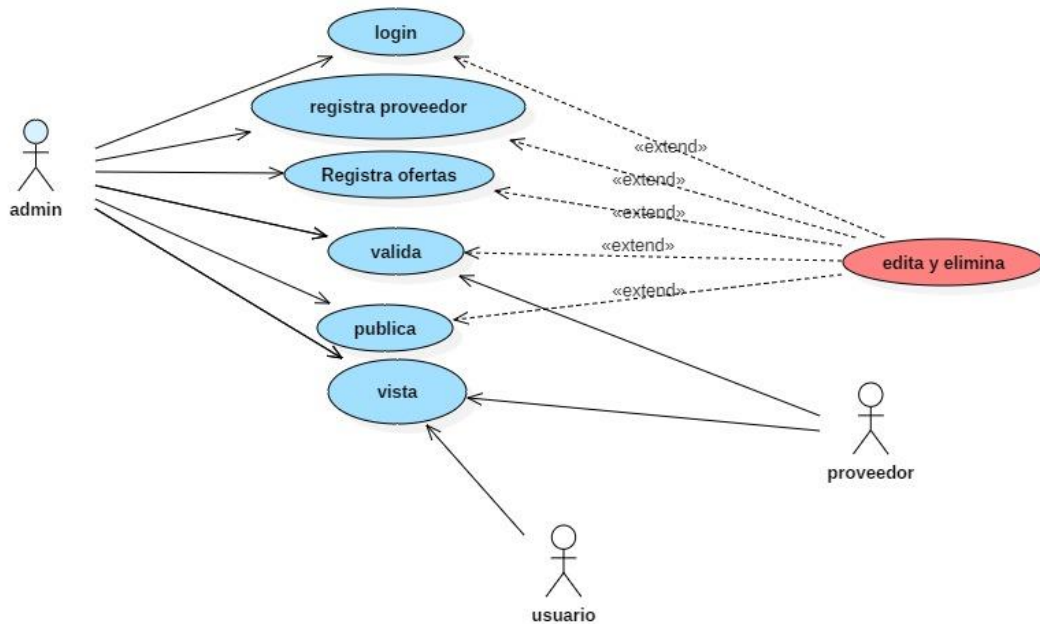 login
registra proveedor
«extend»
«extend»
admin
Registra ofertas
«extend»
valida
«extend»
edita y elimina
«extend»
publica
vista
proveedor
usuario